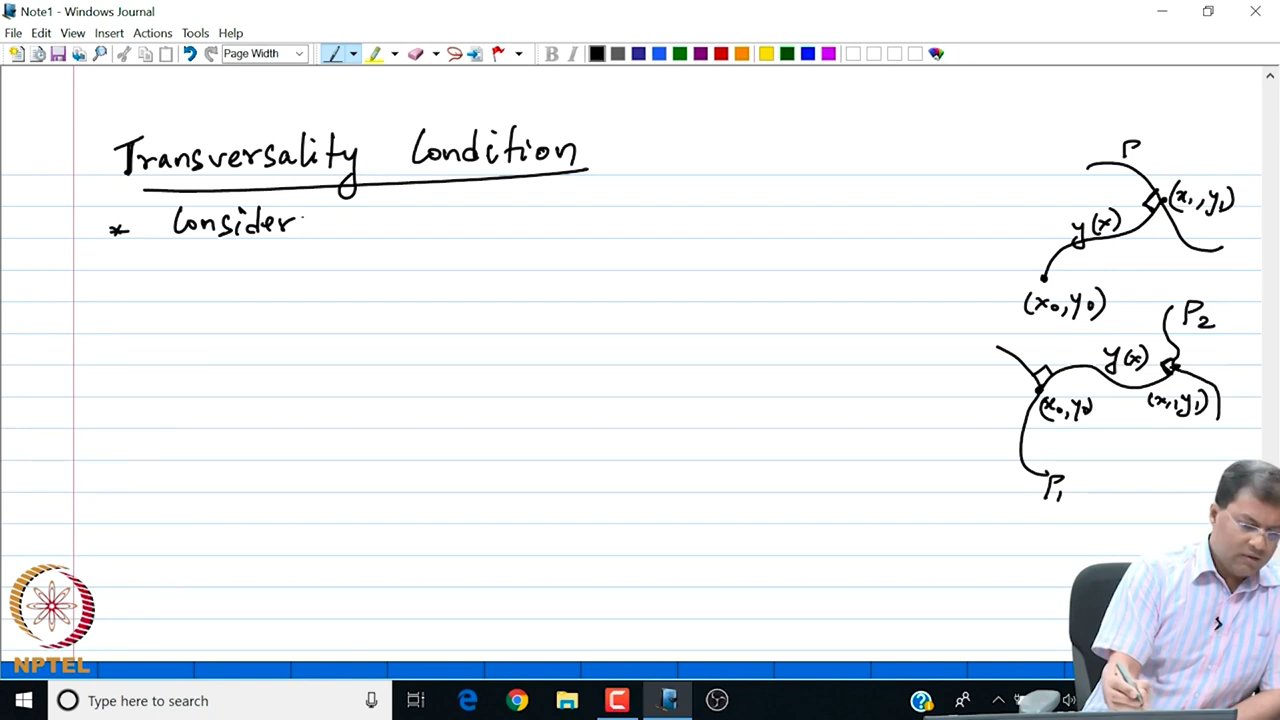 Note1 - Windows Journal
File Edit View Insert Actions Tools Help
Page Width
B I
Transversality Condition
* Consider
P
(x₁, y₁)
y(x)
(x₀, y₀)
P₂
y(x)
(x₀, y₀)
(x₁, y₁)
P₁
NPTEL
Type here to search